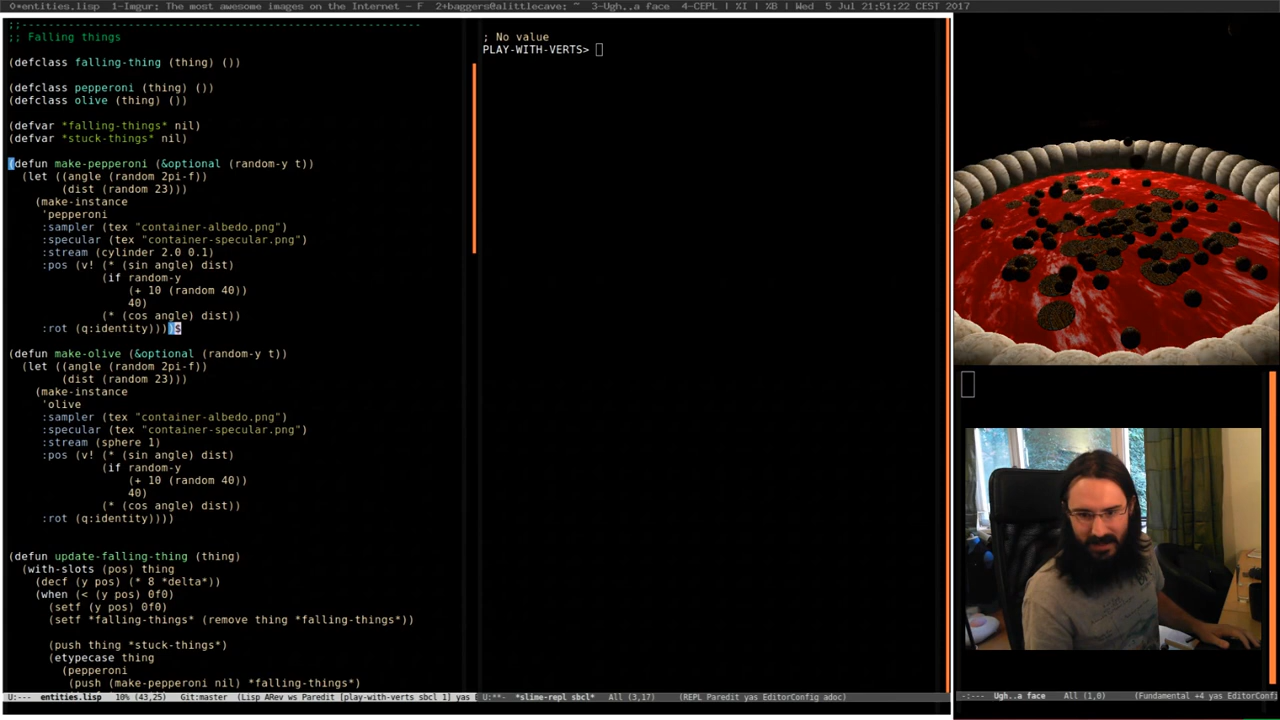 0*entities.lisp 1-Imgur: The most awesome images on the Internet - F 2+baggers@alittlecave: ~ 3-Ugh,.a face 4-CEPL | %I | %B | Wed 5 Jul 21:51:22 CEST 2017
;;-------------------------------------------------------------
;; Falling things
(defclass falling-thing (thing) ())
(defclass pepperoni (thing) ())
(defclass olive (thing) ())
(defvar *falling-things* nil)
(defvar *stuck-things* nil)
(defun make-pepperoni (&optional (random-y t))
(let ((angle (random 2pi-f))
(dist (random 23)))
(make-instance
'pepperoni
:sampler (tex "container-albedo.png")
:specular (tex "container-specular.png")
:stream (cylinder 2.0 0.1)
:pos (v! (* (sin angle) dist)
(if random-y
(+ 10 (random 40))
40)
(* (cos angle) dist))
:rot (q:identity))))$
(defun make-olive (&optional (random-y t))
(let ((angle (random 2pi-f))
(dist (random 23)))
(make-instance
'olive
:sampler (tex "container-albedo.png")
:specular (tex "container-specular.png")
:stream (sphere 1)
:pos (v! (* (sin angle) dist)
(if random-y
(+ 10 (random 40))
40)
(* (cos angle) dist))
:rot (q:identity))))
(defun update-falling-thing (thing)
(with-slots (pos) thing
(decf (y pos) (* 8 *delta*))
(when (< (y pos) 0f0)
(setf (y pos) 0f0)
(setf *falling-things* (remove thing *falling-things*))
(push thing *stuck-things*)
(etypecase thing
(pepperoni
(push (make-pepperoni nil) *falling-things*)
U:--- entities.lisp 10% (43,25) Git:master (Lisp ARev ws Paredit [play-with-verts sbcl 1] yas E
; No value
PLAY-WITH-VERTS>
U:**- *slime-repl sbcl* All (3,17) (REPL Paredit yas EditorConfig adoc)
-:--- Ugh,.a face All (1,0) (Fundamental +4 yas EditorConfi